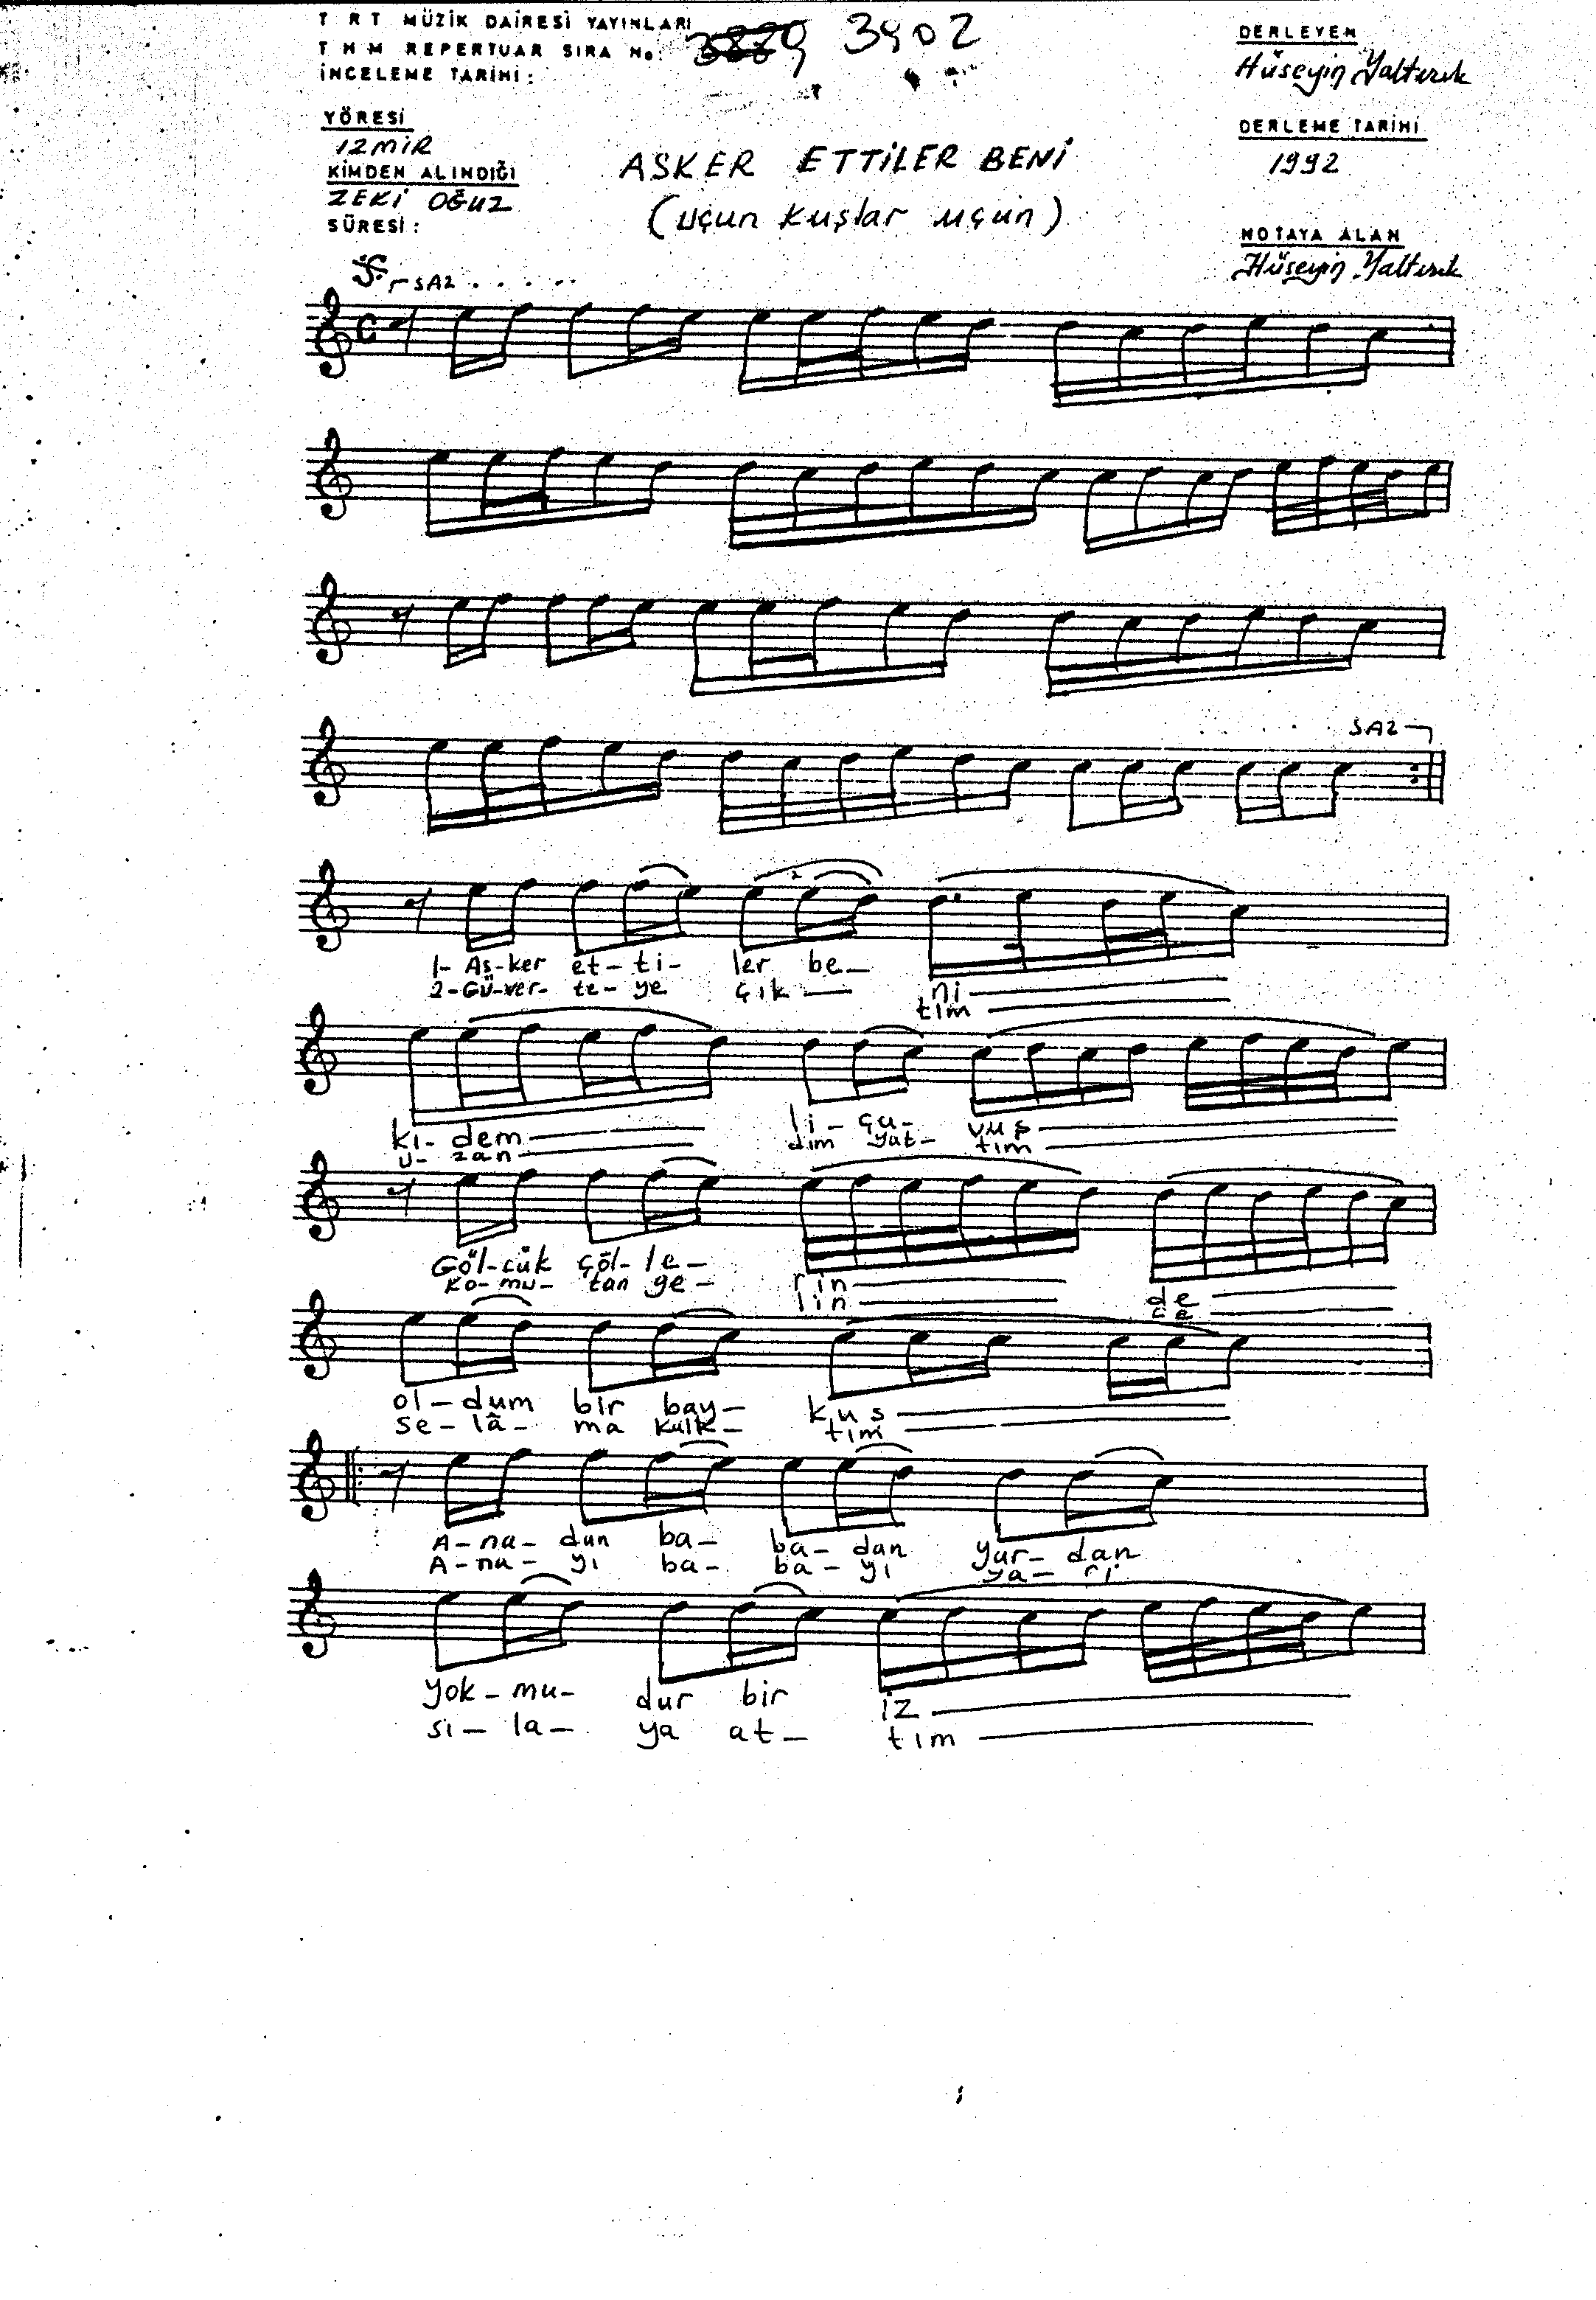 T R T MÜZİK DAİRESİ YAYINLARI
T H M REPERTUAR SIRA No: 3902
İNCELEME TARİHİ:
YÖRESİ
İZMİR
KİMDEN ALINDIĞI
ZEKİ OĞUZ
SÜRESİ:
ASKER ETTİLER BENİ
(Uçun kuşlar uçun)
DERLEYEN
Hüseyin Yaltırık
DERLEME TARİHİ
1992
NOTAYA ALAN
Hüseyin Yaltırık
SAZ . . . . .
SAZ
1- As-ker et-ti- ler be- ni
2-Gü-ver- te- ye çık- tım
kı- dem li- ça- vuş
u- zan- dım yat- tım
Göl-cük çöl- le- rin de
ko-mu- tan ge- lin ce
ol- dum bir bay- kuş
se- lâ- ma kalk- tım
A-na- dan ba- ba- dan yar- dan
A-na- yı ba- ba- yı ya- ri
yok-mu- dur bir iz
sı- la- ya at- tım